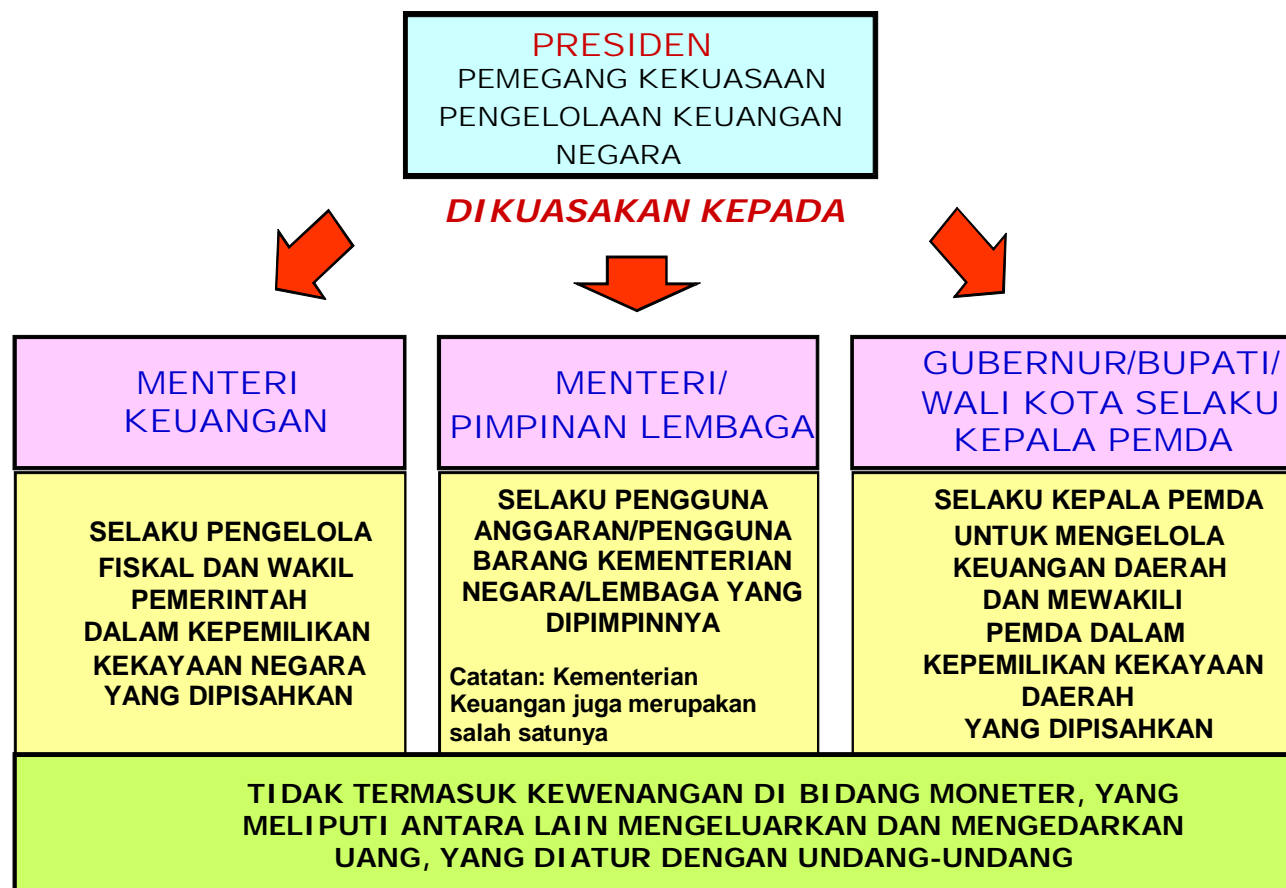 PRESIDEN
PEMEGANG KEKUASAAN
PENGELOLAAN KEUANGAN
NEGARA
DIKUASAKAN KEPADA
MENTERI
KEUANGAN
SELAKU PENGELOLA
FISKAL DAN WAKIL
PEMERINTAH
DALAM KEPEMILIKAN
KEKAYAAN NEGARA
YANG DIPISAHKAN
MENTERI/
PIMPINAN LEMBAGA
SELAKU PENGGUNA
ANGGARAN/PENGGUNA
BARANG KEMENTERIAN
NEGARA/LEMBAGA YANG
DIPIMPINNYA
Catatan: Kementerian
Keuangan juga merupakan
salah satunya
GUBERNUR/BUPATI/
WALI KOTA SELAKU
KEPALA PEMDA
SELAKU KEPALA PEMDA
UNTUK MENGELOLA
KEUANGAN DAERAH
DAN MEWAKILI
PEMDA DALAM
KEPEMILIKAN KEKAYAAN
DAERAH
YANG DIPISAHKAN
TIDAK TERMASUK KEWENANGAN DI BIDANG MONETER, YANG
MELIPUTI ANTARA LAIN MENGELUARKAN DAN MENGEDARKAN
UANG, YANG DIATUR DENGAN UNDANG-UNDANG